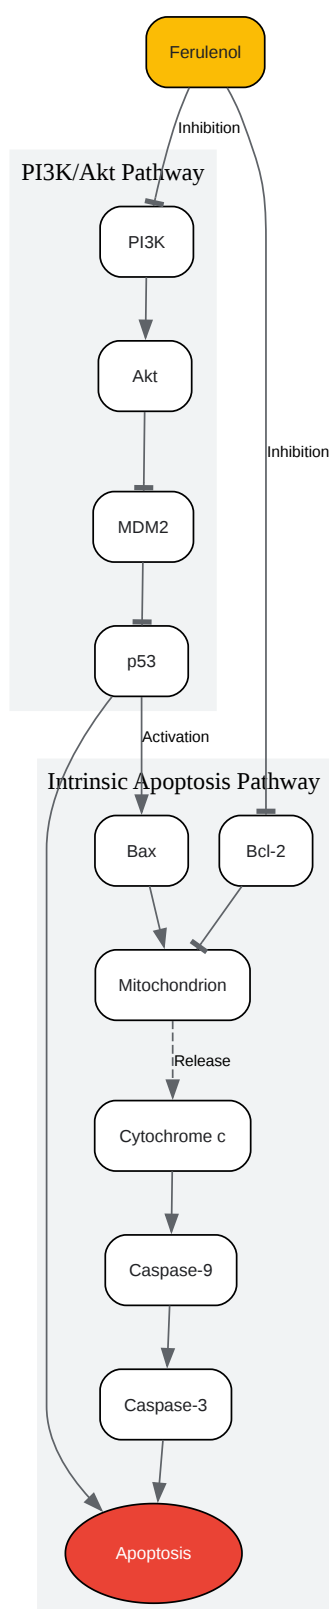 Ferulenol
Inhibition
PI3K/Akt Pathway
PI3K
Akt
Inhibition
MDM2
p53
Activation
Intrinsic Apoptosis Pathway
Bax
Bcl-2
Mitochondrion
Release
Cytochrome c
Caspase-9
Caspase-3
Apoptosis